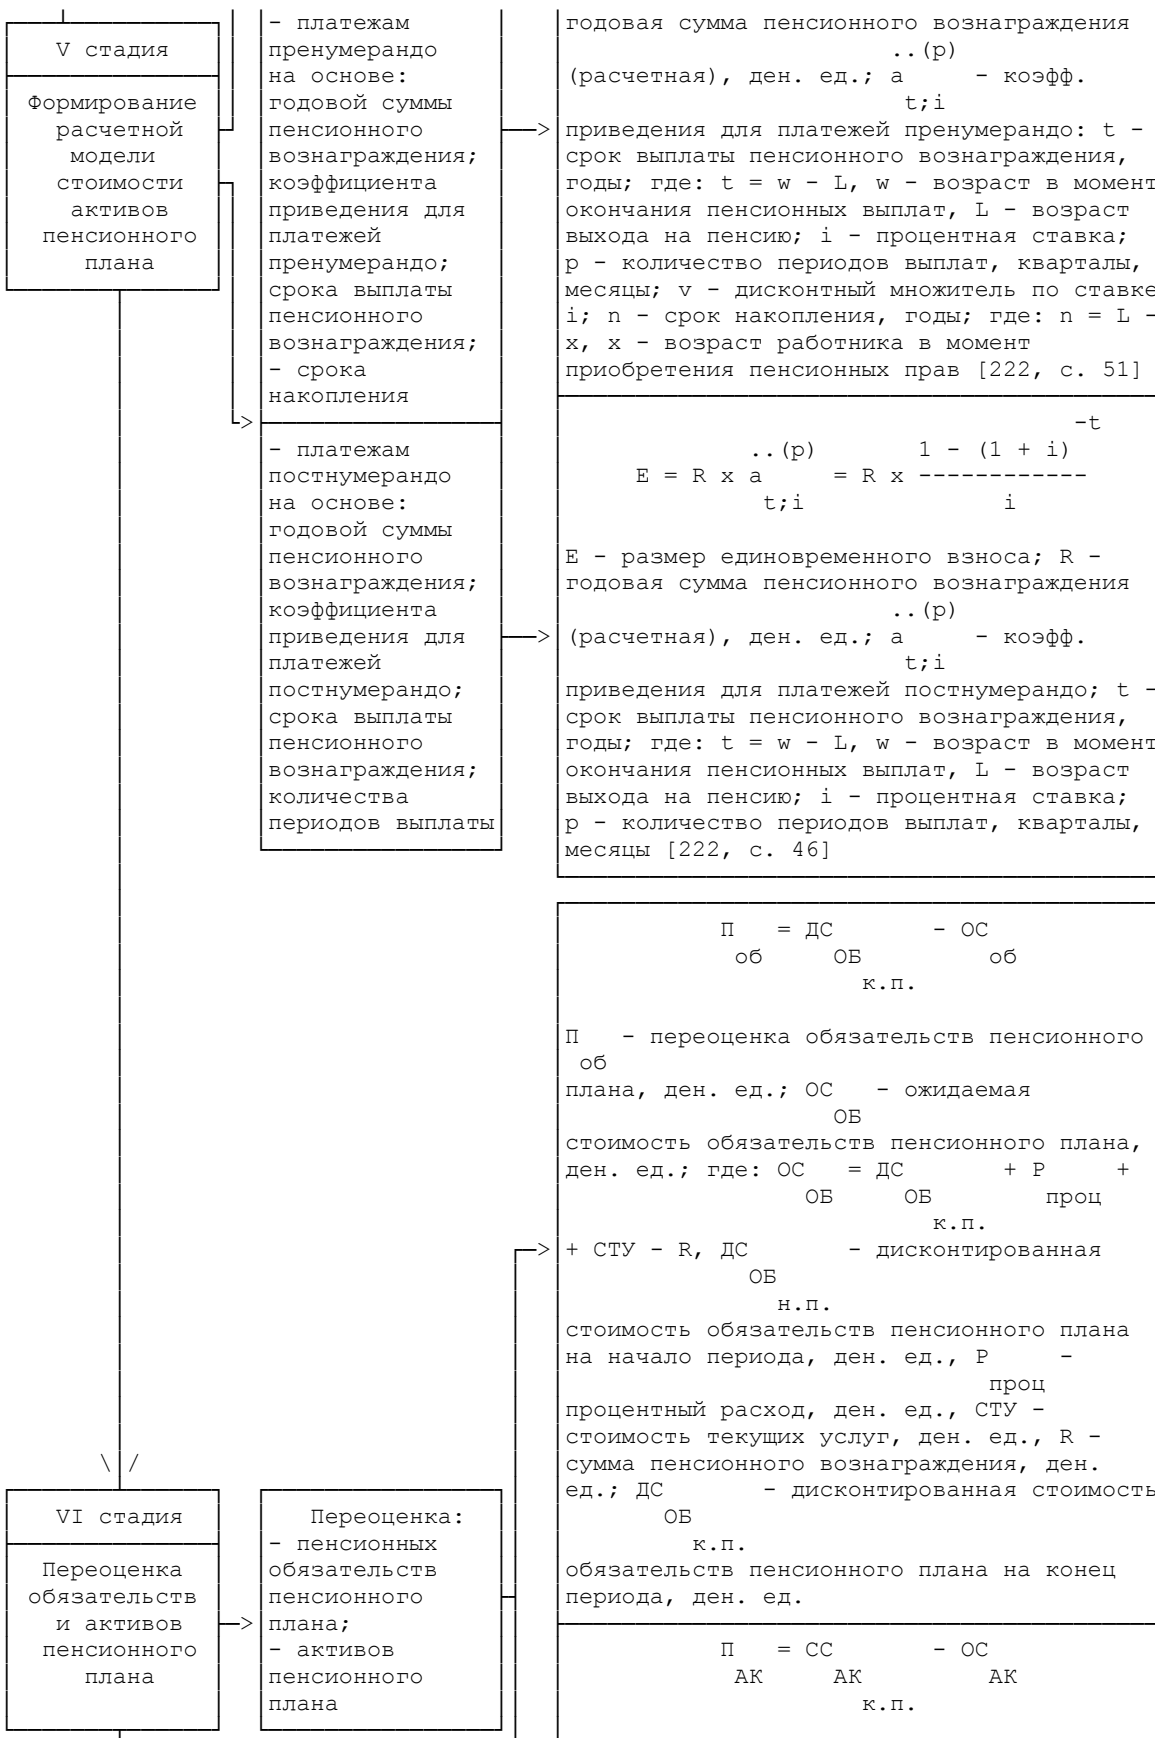 V стадия
Формирование
расчетной
модели
стоимости
активов
пенсионного
плана
- платежам
пренумерандо
на основе:
годовой суммы
пенсионного
вознаграждения;
коэффициента
приведения для
платежей
пренумерандо;
срока выплаты
пенсионного
вознаграждения;
- срока
накопления
годовая сумма пенсионного вознаграждения
..(p)
(расчетная), ден. ед.; a - коэфф.
t;i
приведения для платежей пренумерандо: t -
срок выплаты пенсионного вознаграждения,
годы; где: t = w - L, w - возраст в момент
окончания пенсионных выплат, L - возраст
выхода на пенсию; i - процентная ставка;
p - количество периодов выплат, кварталы,
месяцы; v - дисконтный множитель по ставке
i; n - срок накопления, годы; где: n = L -
x, x - возраст работника в момент
приобретения пенсионных прав [222, с. 51]
- платежам
постнумерандо
на основе:
годовой суммы
пенсионного
вознаграждения;
коэффициента
приведения для
платежей
постнумерандо;
срока выплаты
пенсионного
вознаграждения;
количества
периодов выплаты
-t
..(p) 1 - (1 + i)
E = R x a = R x ------------
t;i i
E - размер единовременного взноса; R -
годовая сумма пенсионного вознаграждения
..(p)
(расчетная), ден. ед.; a - коэфф.
t;i
приведения для платежей постнумерандо; t -
срок выплаты пенсионного вознаграждения,
годы; где: t = w - L, w - возраст в момент
окончания пенсионных выплат, L - возраст
выхода на пенсию; i - процентная ставка;
p - количество периодов выплат, кварталы,
месяцы [222, с. 46]
П = ДС - ОС
об ОБ об
к.п.
П - переоценка обязательств пенсионного
об
плана, ден. ед.; ОС - ожидаемая
ОБ
стоимость обязательств пенсионного плана,
ден. ед.; где: ОС = ДС + Р +
ОБ ОБ проц
к.п.
+ СТУ - R, ДС - дисконтированная
ОБ
н.п.
стоимость обязательств пенсионного плана
на начало периода, ден. ед., Р -
проц
процентный расход, ден. ед., СТУ -
стоимость текущих услуг, ден. ед., R -
сумма пенсионного вознаграждения, ден.
ед.; ДС - дисконтированная стоимость
ОБ
к.п.
обязательств пенсионного плана на конец
периода, ден. ед.
VI стадия
Переоценка
обязательств
и активов
пенсионного
плана
Переоценка:
- пенсионных
обязательств
пенсионного
плана;
- активов
пенсионного
плана
П = СС - ОС
АК АК АК
к.п.